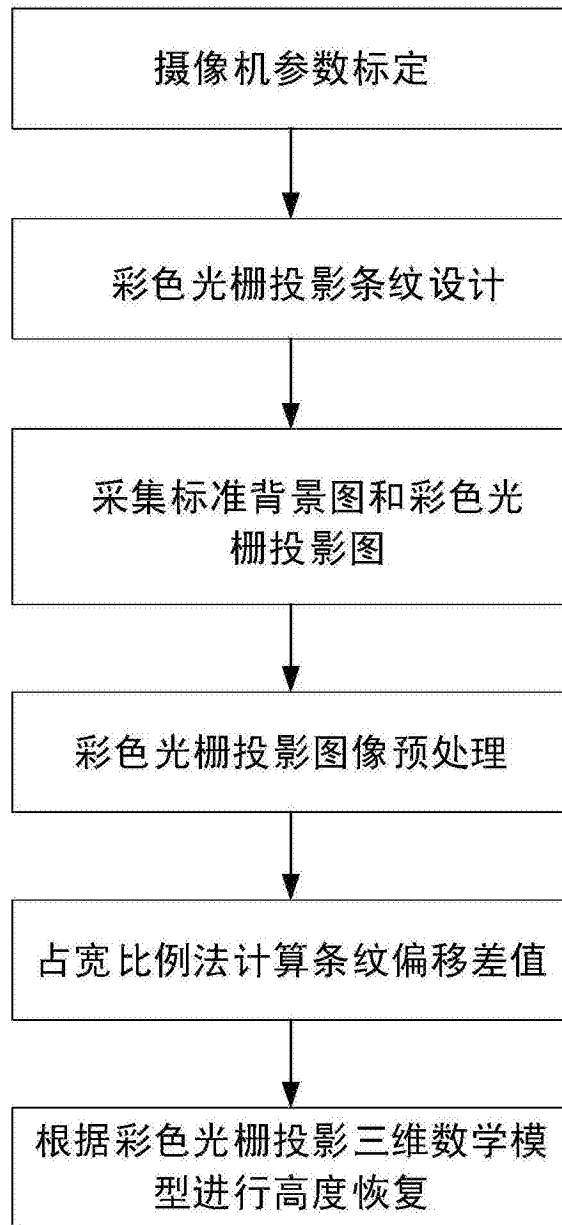 摄像机参数标定
彩色光栅投影条纹设计
采集标准背景图和彩色光
栅投影图
彩色光栅投影图像预处理
占宽比例法计算条纹偏移差值
根据彩色光栅投影三维数学模
型进行高度恢复